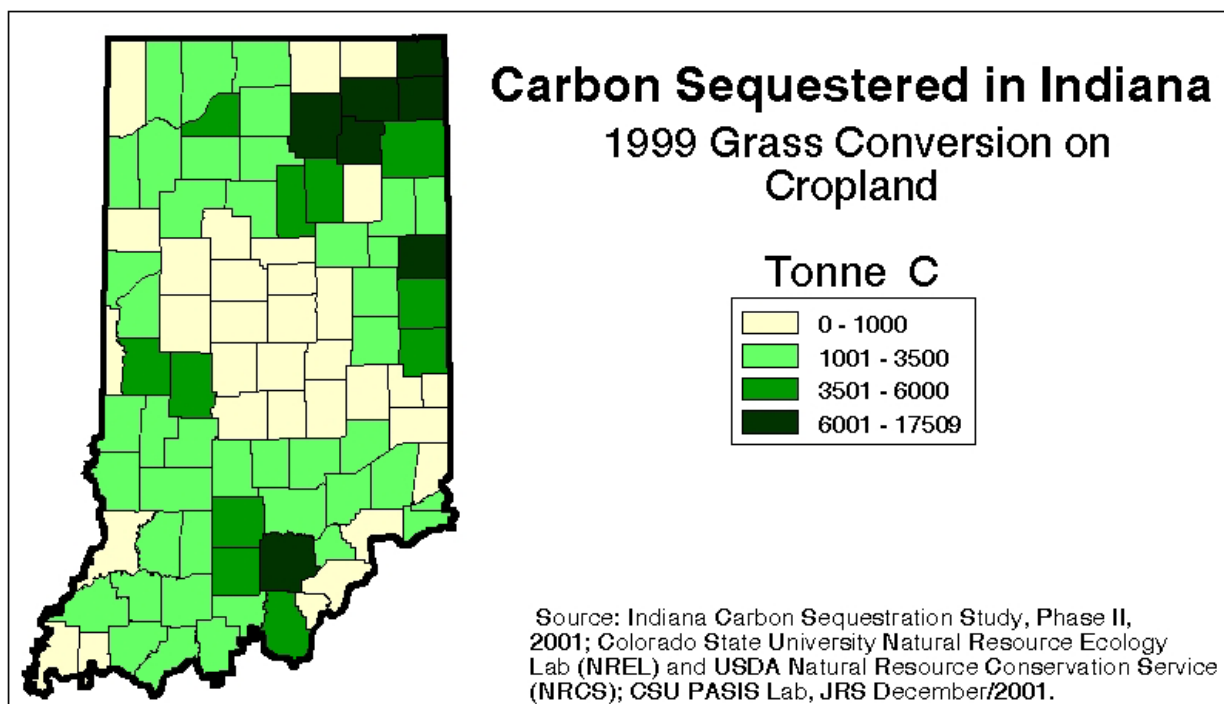 Carbon Sequestered in Indiana
1999 Grass Conversion on
Cropland
Tonne C
0 - 1000
1001 - 3500
3501 - 6000
6001 - 17509
Source: Indiana Carbon Sequestration Study, Phase II,
2001; Colorado State University Natural Resource Ecology
Lab (NREL) and USDA Natural Resource Conservation Service
(NRCS); CSU PASIS Lab, JRS December/2001.